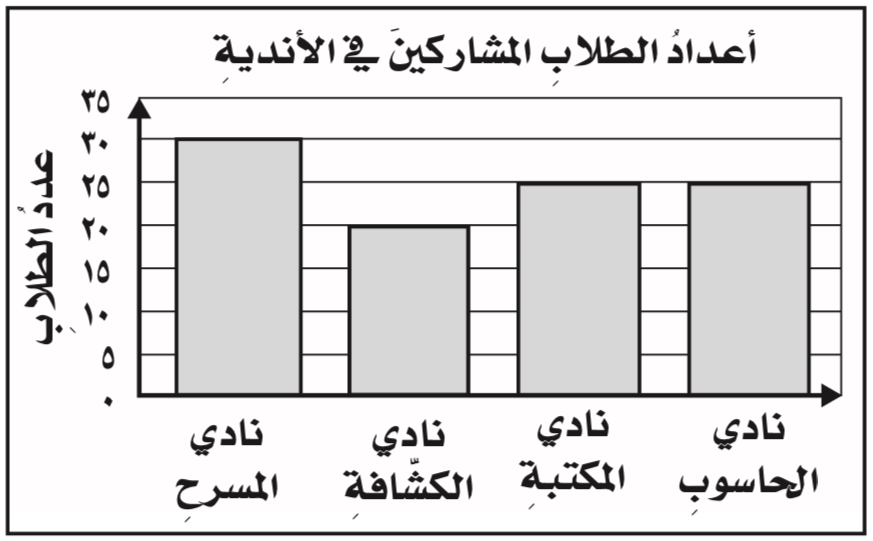 أعدادُ الطلابِ المشاركينَ في الأنديةِ
عددُ الطلابِ
٣٥
٣٠
٢٥
٢٠
١٥
١٠
٥
٠
نادي المسرحِ
نادي الكشّافةِ
نادي المكتبةِ
نادي الحاسوبِ